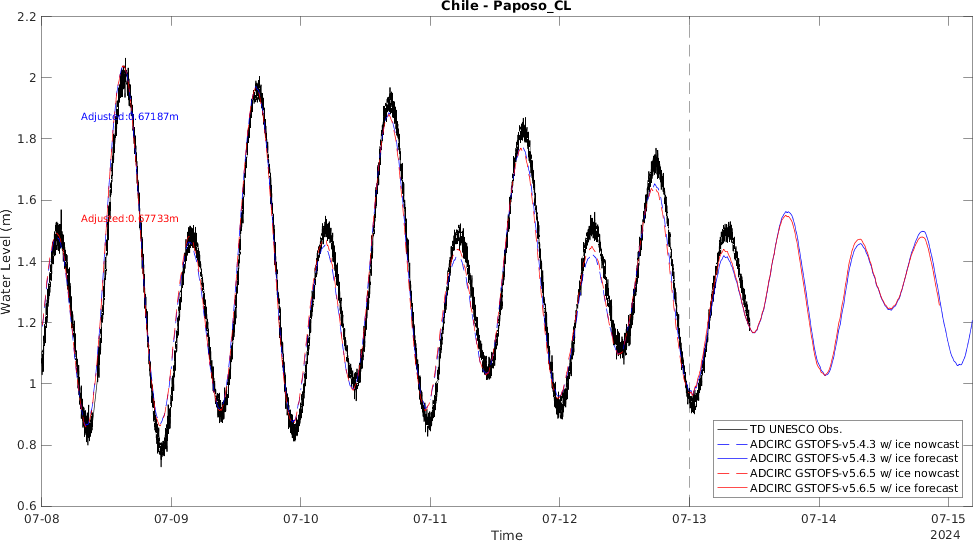 Chile - Paposo_CL
2.2
2
1.8
1.6
1.4
1.2
1
0.8
0.6
Water Level (m)
Adjusted:0.67187m
Adjusted:0.67733m
TD UNESCO Obs.
ADCIRC GSTOFS-v5.4.3 w/ ice nowcast
ADCIRC GSTOFS-v5.4.3 w/ ice forecast
ADCIRC GSTOFS-v5.6.5 w/ ice nowcast
ADCIRC GSTOFS-v5.6.5 w/ ice forecast
07-08 07-09 07-10 07-11 07-12 07-13 07-14 07-15
Time
2024